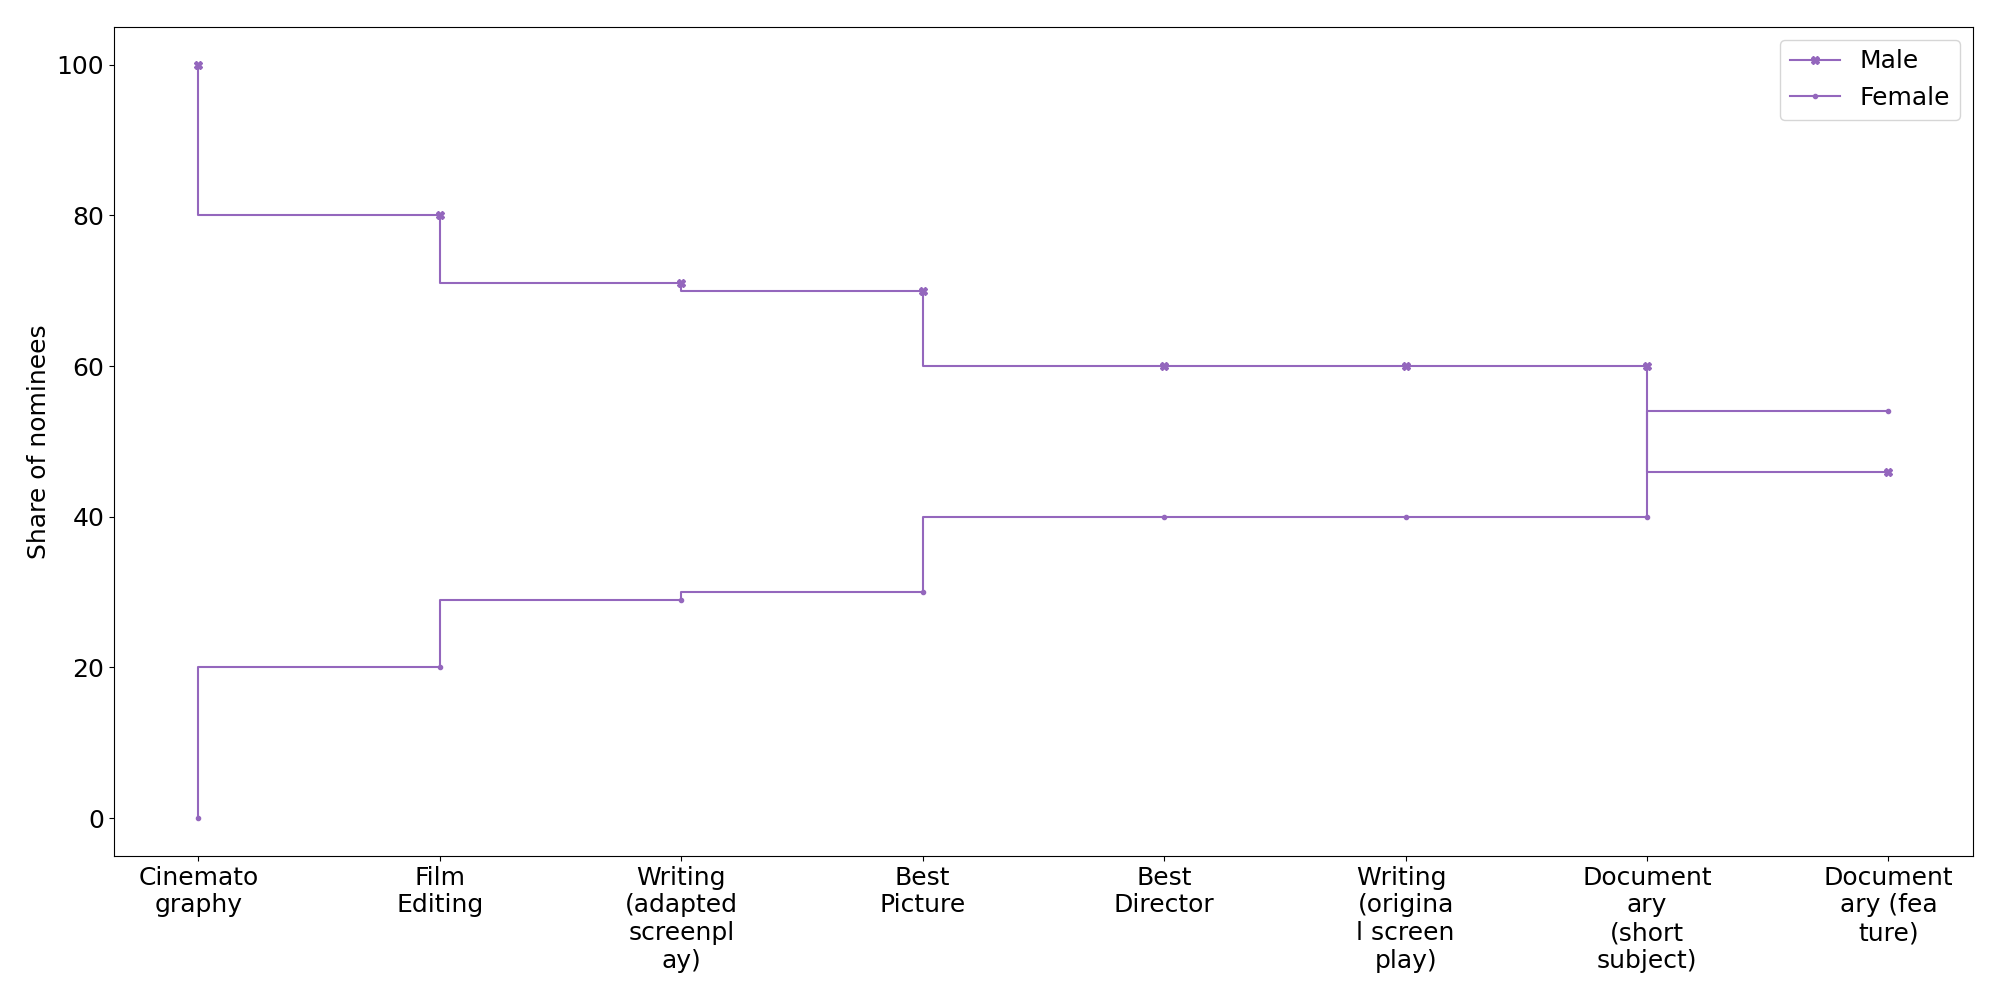 Male
Female
100
80
60
40
20
0
Share of nominees
Cinemato
graphy
Film
Editing
Writing
(adapted
screenpl
ay)
Best
Picture
Best
Director
Writing
(origina
l screen
play)
Document
ary
(short
subject)
Document
ary (fea
ture)